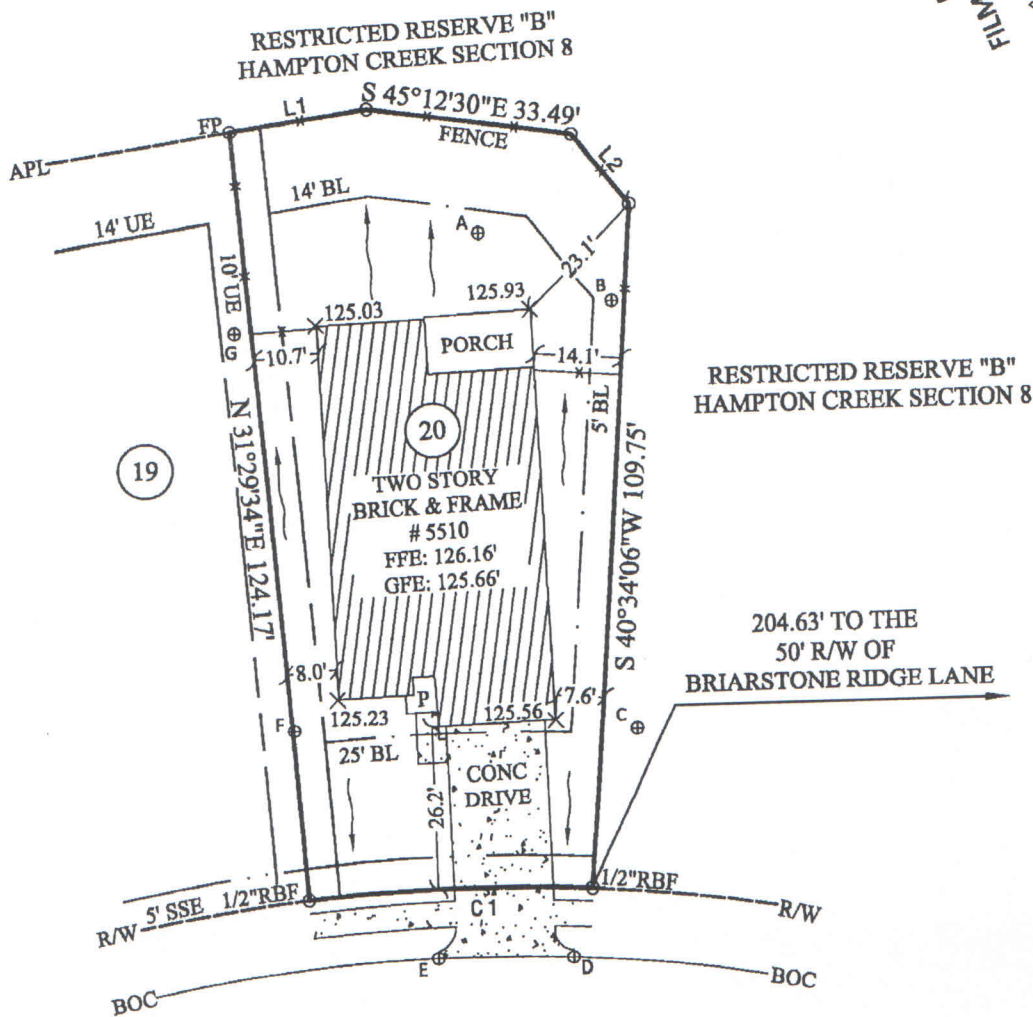 FILM
RESTRICTED RESERVE "B"
HAMPTON CREEK SECTION 8
S 45°12'30"E 33.49'
L1
FP
FENCE
L2
APL
14' BL
14' UE
A
23.1'
10' UE
B
125.93
125.03
G
PORCH
10.7'
14.1'
RESTRICTED RESERVE "B"
HAMPTON CREEK SECTION 8
5' BL
20
N 31°29'34"E 124.17'
19
S 40°34'06"W 109.75'
TWO STORY
BRICK & FRAME
# 5510
FFE: 126.16'
GFE: 125.66'
204.63' TO THE
50' R/W OF
BRIARSTONE RIDGE LANE
8.0'
P
7.6'
125.23
125.56
C
F
25' BL
CONC
DRIVE
26.2'
1/2"RBF
1/2"RBF
5' SSE
R/W
C1
R/W
E
D
BOC
BOC